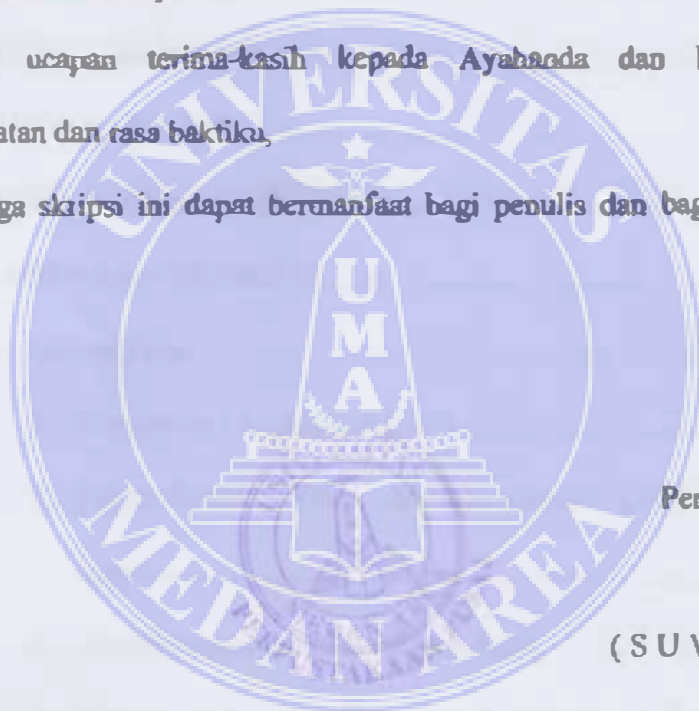 ucapan terima-kasih kepada Ayahanda dan
atan dan rasa baktiku,
ga skripsi ini dapat bermanfaat bagi penulis dan bag
UNIVERSITAS
UMA
MEDAN AREA
Pe
( S U